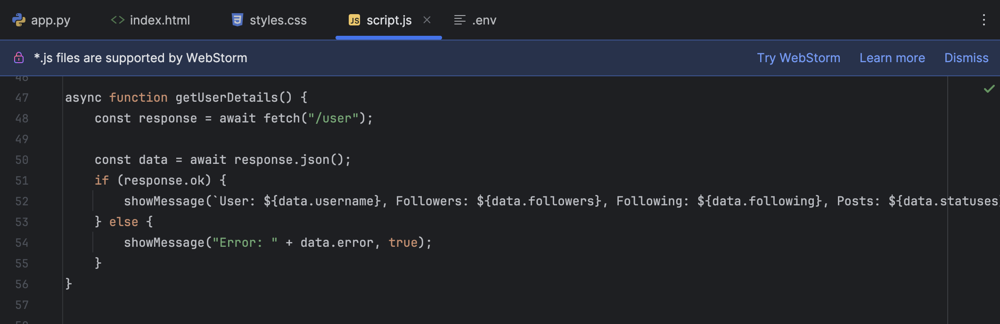 app.py index.html styles.css JS script.js .env
*.js files are supported by WebStorm Try WebStorm Learn more Dismiss
46
47 async function getUserDetails() {
48     const response = await fetch("/user");
49
50     const data = await response.json();
51     if (response.ok) {
52         showMessage(`User: ${data.username}, Followers: ${data.followers}, Following: ${data.following}, Posts: ${data.statuses}
53     } else {
54         showMessage("Error: " + data.error, true);
55     }
56 }
57
58